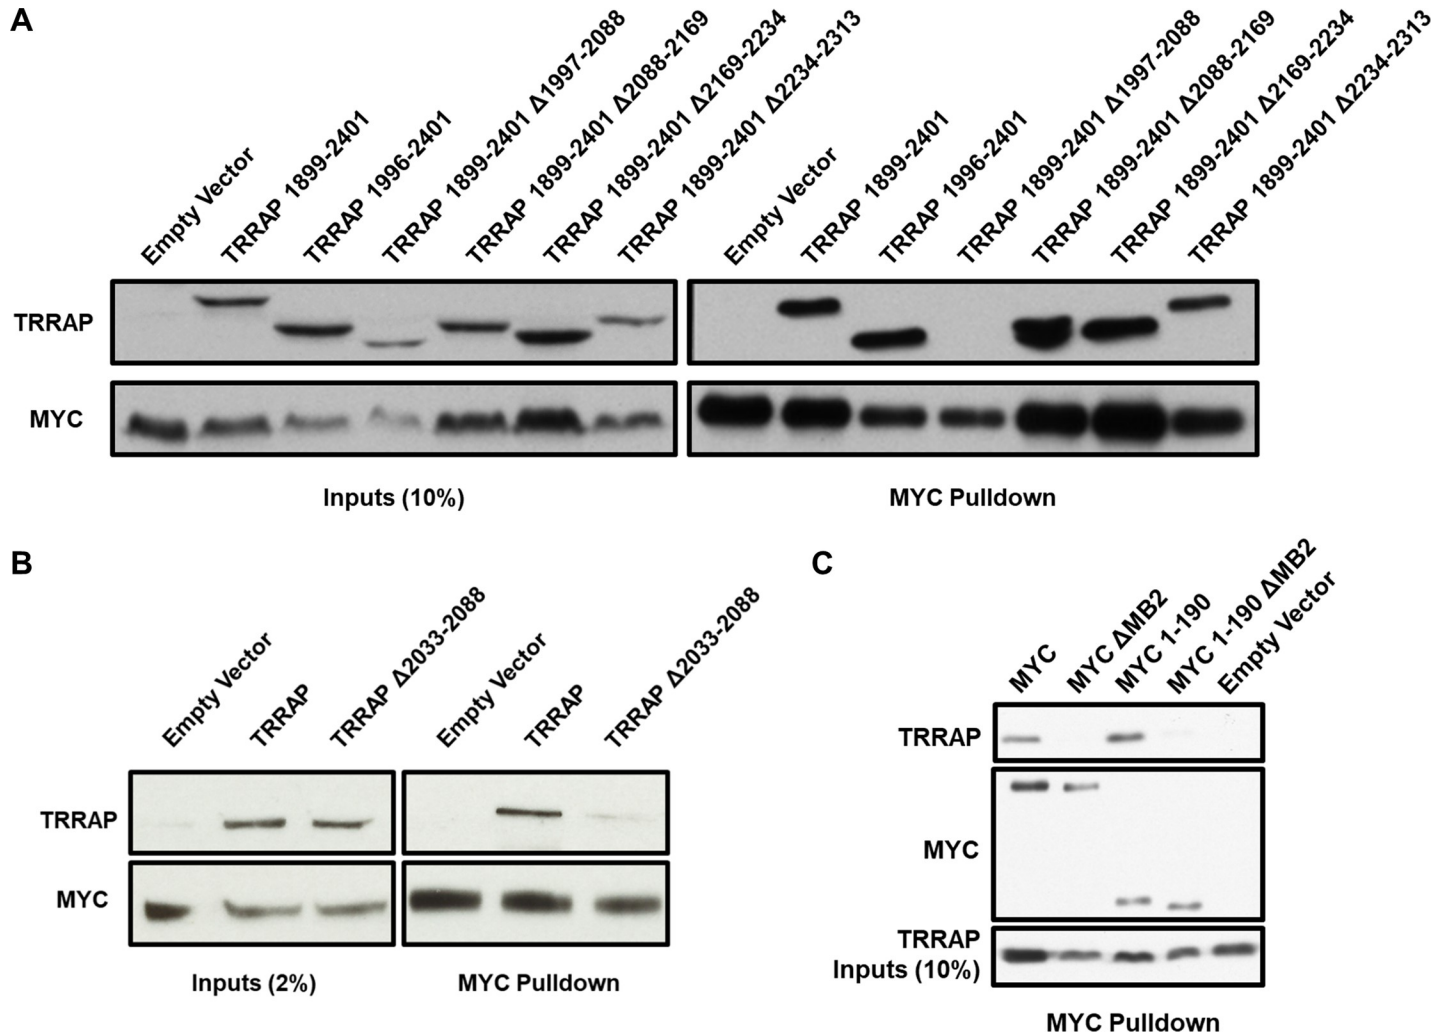 A
Empty Vector
TRRAP 1899-2401
TRRAP 1996-2401
TRRAP 1899-2401 Δ1997-2088
TRRAP 1899-2401 Δ2088-2169
TRRAP 1899-2401 Δ2169-2234
TRRAP 1899-2401 Δ2234-2313
Empty Vector
TRRAP 1899-2401
TRRAP 1996-2401
TRRAP 1899-2401 Δ1997-2088
TRRAP 1899-2401 Δ2088-2169
TRRAP 1899-2401 Δ2169-2234
TRRAP 1899-2401 Δ2234-2313
TRRAP
MYC
Inputs (10%)
MYC Pulldown
B
Empty Vector
TRRAP
TRRAP Δ2033-2088
Empty Vector
TRRAP
TRRAP Δ2033-2088
TRRAP
MYC
Inputs (2%)
MYC Pulldown
C
MYC
MYC ΔMB2
MYC 1-190
MYC 1-190 ΔMB2
Empty Vector
TRRAP
MYC
TRRAP
Inputs (10%)
MYC Pulldown